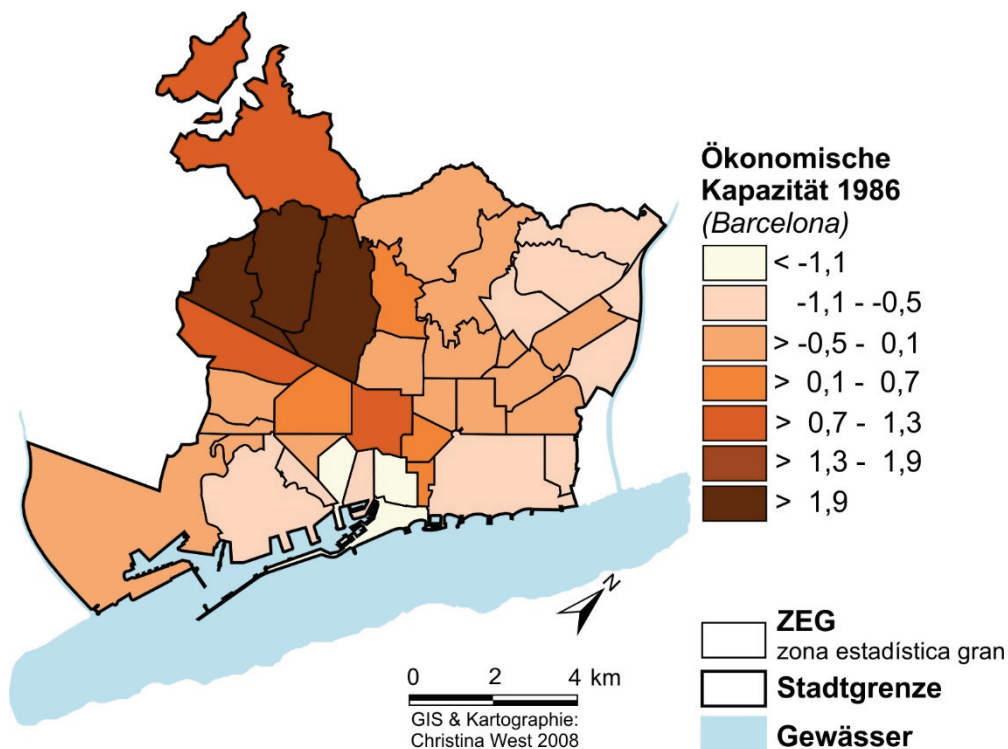 Ökonomische
Kapazität 1986
(Barcelona)
< -1,1
-1,1 - -0,5
> -0,5 - 0,1
> 0,1 - 0,7
> 0,7 - 1,3
> 1,3 - 1,9
> 1,9
N
ZEG
zona estadística gran
Stadtgrenze
Gewässer
0 2 4 km
GIS & Kartographie:
Christina West 2008